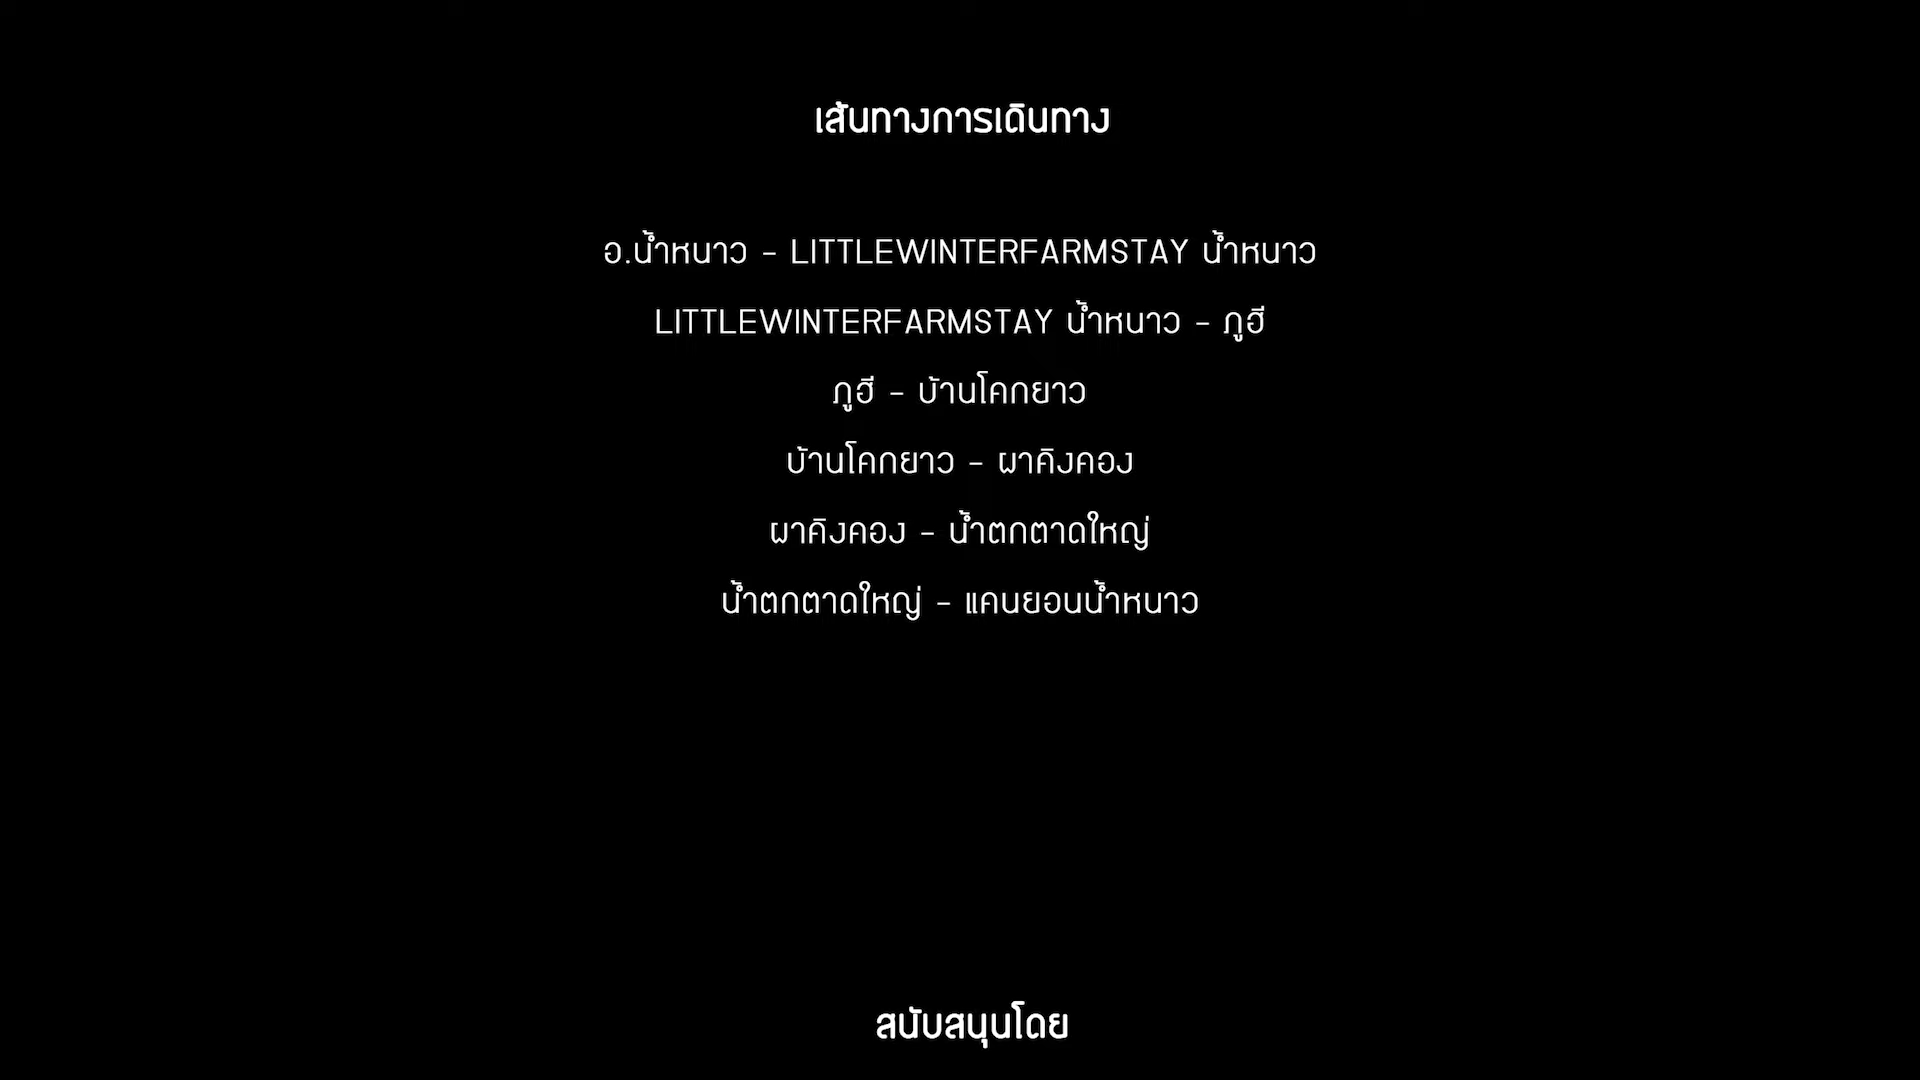 เส้นทางการเดินทาง
อ.น้ำหนาว - LITTLEWINTERFARMSTAY น้ำหนาว
LITTLEWINTERFARMSTAY น้ำหนาว - ภูฮี
ภูฮี - บ้านโคกยาว
บ้านโคกยาว - ผาคิงคอง
ผาคิงคอง - น้ำตกตาดใหญ่
น้ำตกตาดใหญ่ - แคนยอนน้ำหนาว
สนับสนุนโดย